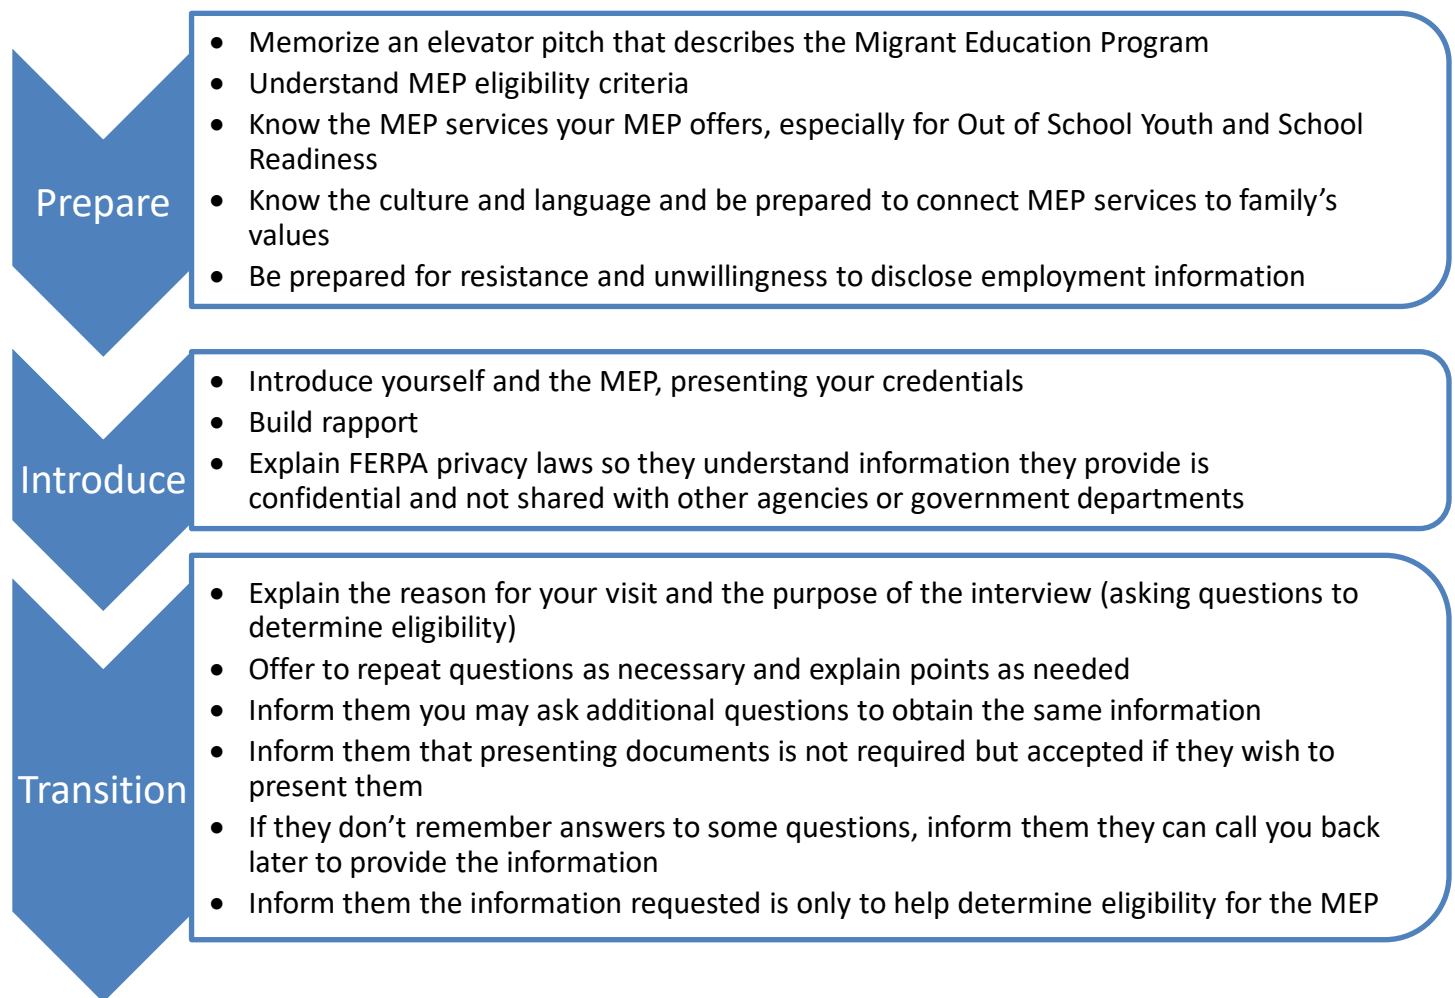 Prepare
• Memorize an elevator pitch that describes the Migrant Education Program
• Understand MEP eligibility criteria
• Know the MEP services your MEP offers, especially for Out of School Youth and School
Readiness
• Know the culture and language and be prepared to connect MEP services to family’s
values
• Be prepared for resistance and unwillingness to disclose employment information
Introduce
• Introduce yourself and the MEP, presenting your credentials
• Build rapport
• Explain FERPA privacy laws so they understand information they provide is
confidential and not shared with other agencies or government departments
Transition
• Explain the reason for your visit and the purpose of the interview (asking questions to
determine eligibility)
• Offer to repeat questions as necessary and explain points as needed
• Inform them you may ask additional questions to obtain the same information
• Inform them that presenting documents is not required but accepted if they wish to
present them
• If they don’t remember answers to some questions, inform them they can call you back
later to provide the information
• Inform them the information requested is only to help determine eligibility for the MEP